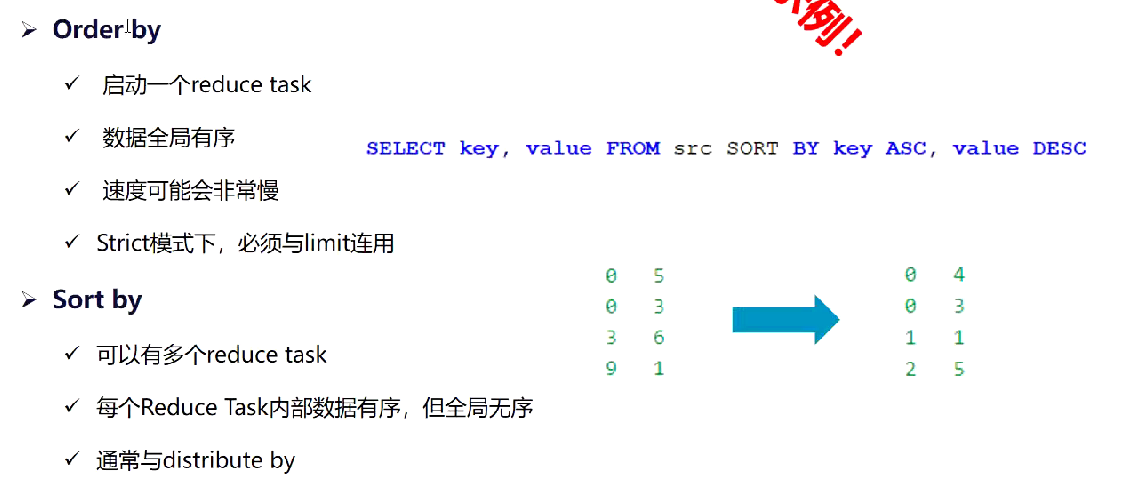 Order by
启动一个reduce task
数据全局有序
速度可能会非常慢
Strict模式下，必须与limit连用
Sort by
可以有多个reduce task
每个Reduce Task内部数据有序，但全局无序
通常与distribute by
例！
SELECT key, value FROM src SORT BY key ASC, value DESC
0 5
0 3
3 6
9 1
0 4
0 3
1 1
2 5